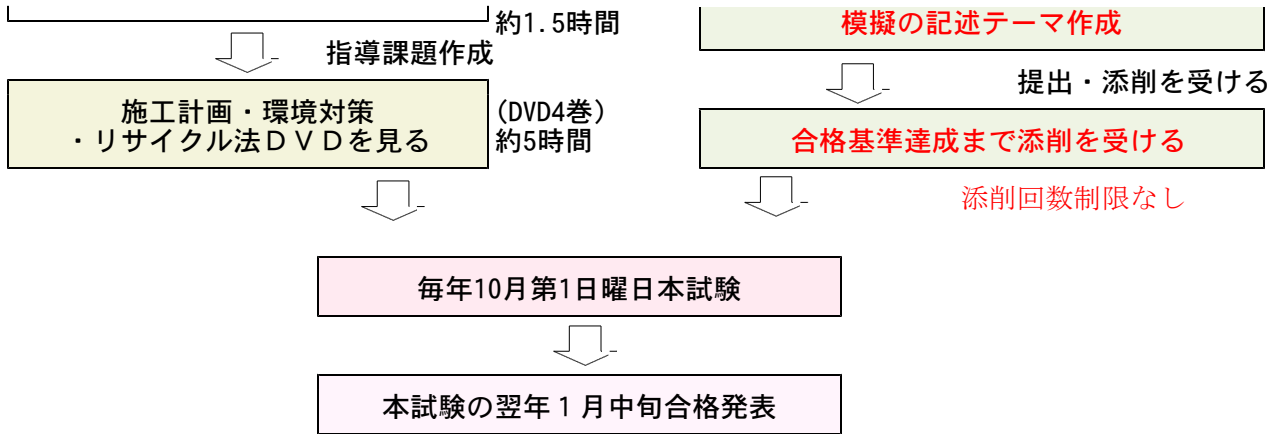 約1.5時間
指導課題作成
施工計画・環境対策
・リサイクル法ＤＶＤを見る
(DVD4巻)
約5時間
模擬の記述テーマ作成
提出・添削を受ける
合格基準達成まで添削を受ける
添削回数制限なし
毎年10月第1日曜日本試験
本試験の翌年１月中旬合格発表